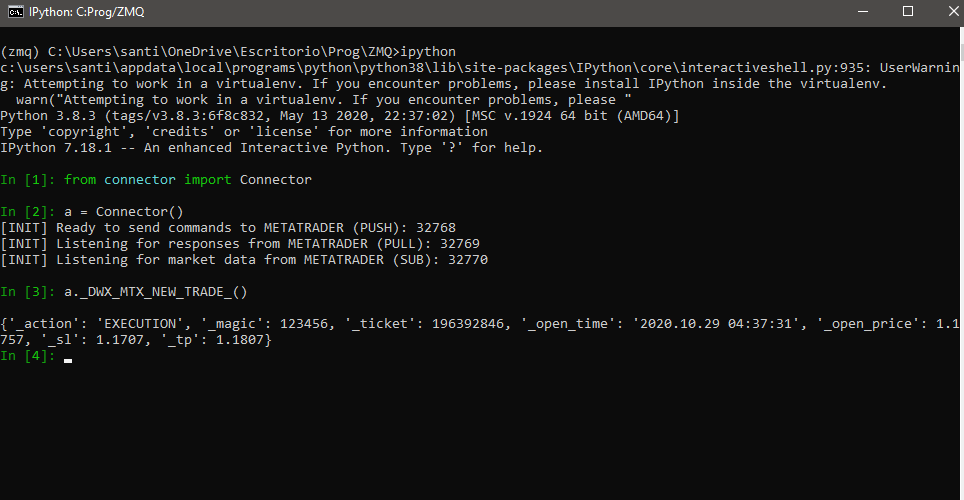 IPython: C:Prog/ZMQ
(zmq) C:\Users\santi\OneDrive\Escritorio\Prog\ZMQ>ipython
c:\users\santi\appdata\local\programs\python\python38\lib\site-packages\IPython\core\interactiveshell.py:935: UserWarnin
g: Attempting to work in a virtualenv. If you encounter problems, please install IPython inside the virtualenv.
  warn("Attempting to work in a virtualenv. If you encounter problems, please "
Python 3.8.3 (tags/v3.8.3:6f8c832, May 13 2020, 22:37:02) [MSC v.1924 64 bit (AMD64)]
Type 'copyright', 'credits' or 'license' for more information
IPython 7.18.1 -- An enhanced Interactive Python. Type '?' for help.
In [1]: from connector import Connector
In [2]: a = Connector()
[INIT] Ready to send commands to METATRADER (PUSH): 32768
[INIT] Listening for responses from METATRADER (PULL): 32769
[INIT] Listening for market data from METATRADER (SUB): 32770
In [3]: a._DWX_MTX_NEW_TRADE_()
{'_action': 'EXECUTION', '_magic': 123456, '_ticket': 196392846, '_open_time': '2020.10.29 04:37:31', '_open_price': 1.1
757, '_sl': 1.1707, '_tp': 1.1807}
In [4]: